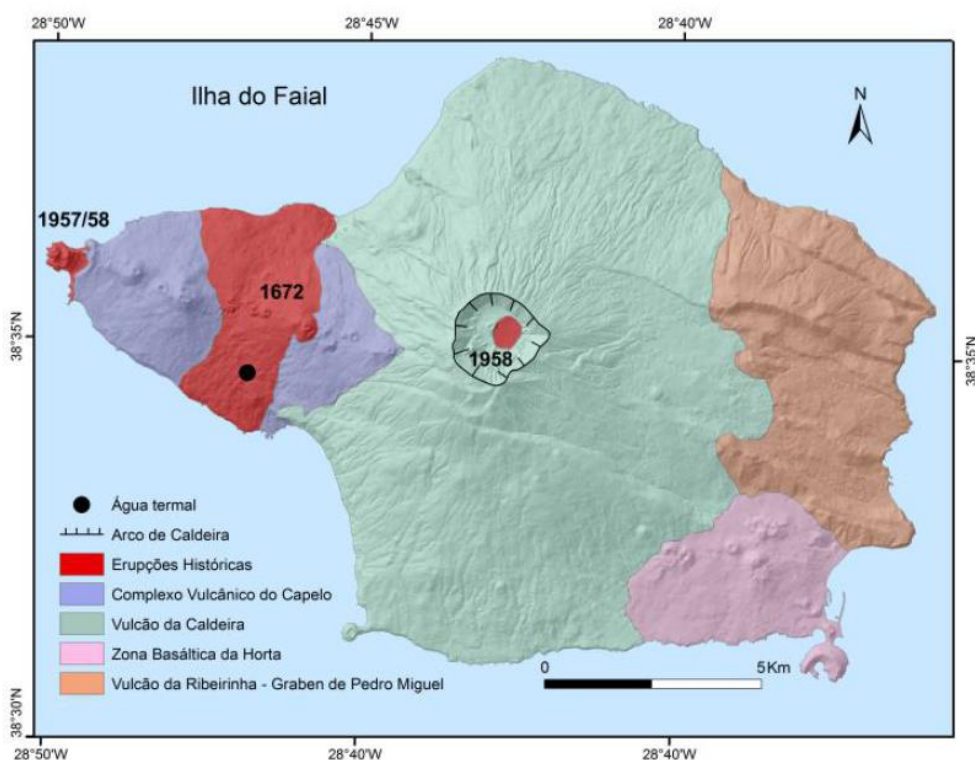 28°50'W 28°45'W 28°40'W
Ilha do Faial
N
1957/58
1672
38°35'N
1958
38°35'N
Água termal
Arco de Caldeira
Erupções Históricas
Complexo Vulcânico do Capelo
Vulcão da Caldeira
Zona Basáltica da Horta
0 5Km
Vulcão da Ribeirinha - Graben de Pedro Miguel
38°30'N
28°50'W 28°40'W 28°40'W